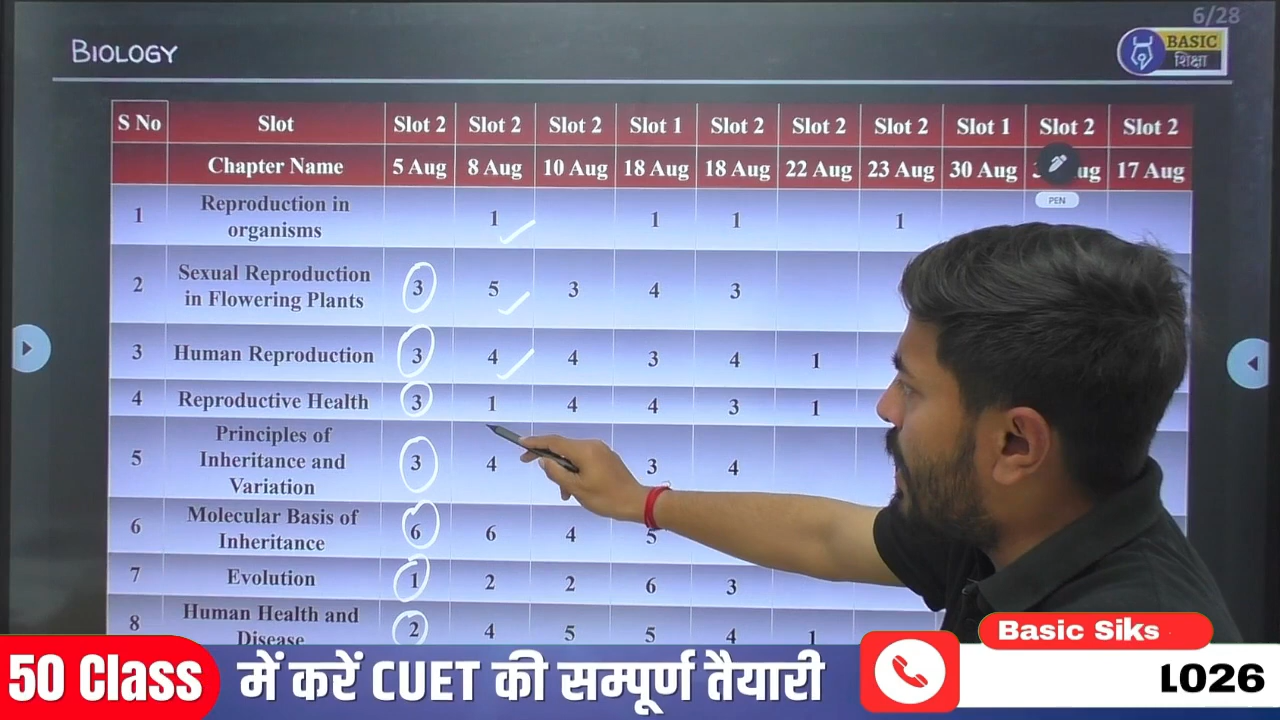 6/28
BIOLOGY
BASIC
शिक्षा
S No Slot Slot 2 Slot 2 Slot 2 Slot 1 Slot 2 Slot 2 Slot 2 Slot 1 Slot 2 Slot 2
Chapter Name 5 Aug 8 Aug 10 Aug 18 Aug 18 Aug 22 Aug 23 Aug 30 Aug 17 Aug
PEN
1 Reproduction in organisms 1 1 1 1
2 Sexual Reproduction in Flowering Plants 3 5 3 4 3
3 Human Reproduction 3 4 4 3 4 1
4 Reproductive Health 3 1 4 4 3 1
5 Principles of Inheritance and Variation 3 4 3 4
6 Molecular Basis of Inheritance 6 6 4 5
7 Evolution 1 2 2 6 3
8 Human Health and Disease 2 4 5 5 4 1
Basic Siks
50 Class में करें CUET की सम्पूर्ण तैयारी
1026